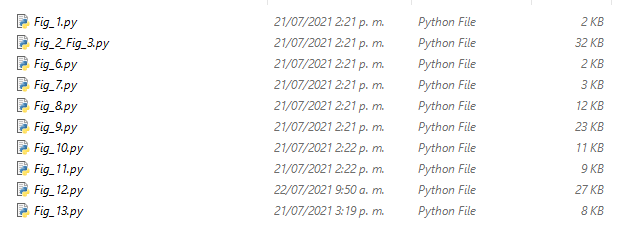 Fig_1.py 21/07/2021 2:21 p. m. Python File 2 KB
Fig_2_Fig_3.py 21/07/2021 2:21 p. m. Python File 32 KB
Fig_6.py 21/07/2021 2:21 p. m. Python File 2 KB
Fig_7.py 21/07/2021 2:21 p. m. Python File 3 KB
Fig_8.py 21/07/2021 2:21 p. m. Python File 12 KB
Fig_9.py 21/07/2021 2:21 p. m. Python File 23 KB
Fig_10.py 21/07/2021 2:22 p. m. Python File 11 KB
Fig_11.py 21/07/2021 2:22 p. m. Python File 9 KB
Fig_12.py 22/07/2021 9:50 a. m. Python File 27 KB
Fig_13.py 21/07/2021 3:19 p. m. Python File 8 KB